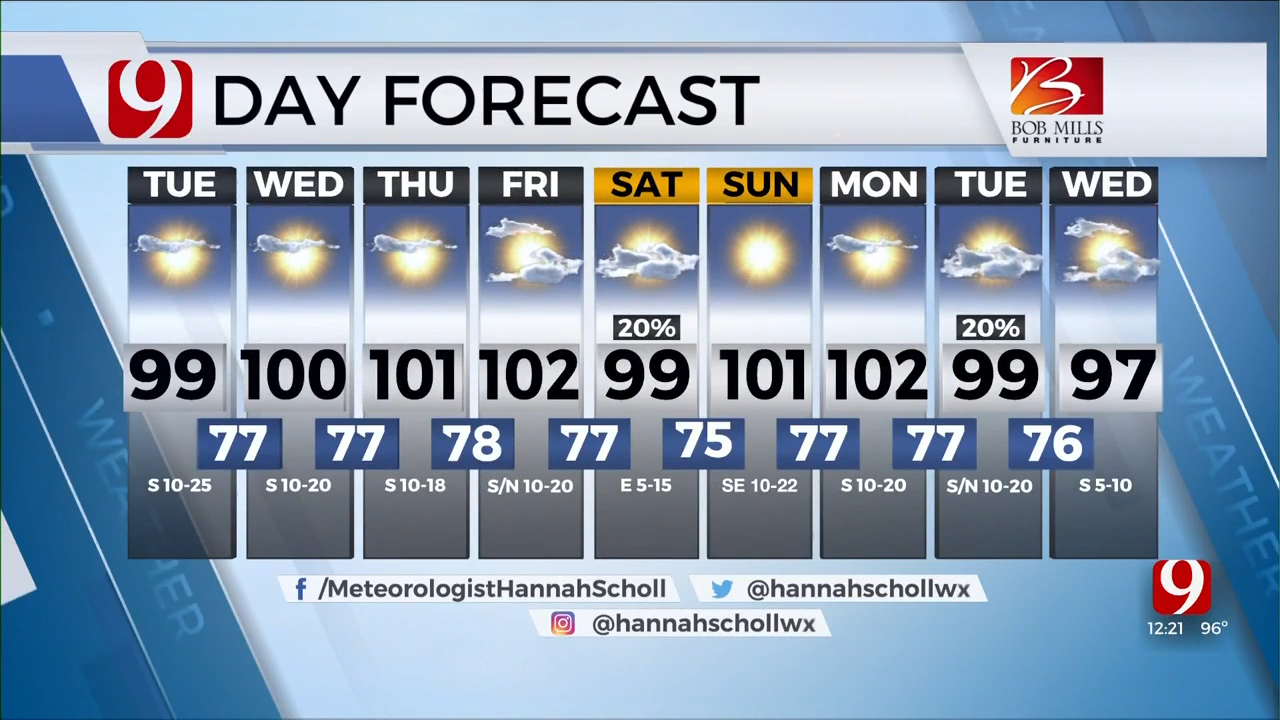 9 DAY FORECAST
B
BOB MILLS
FURNITURE
TUE WED THU FRI SAT SUN MON TUE WED
20% 20%
99 100 101 102 99 101 102 99 97
77 77 78 77 75 77 77 76
S 10-25 S 10-20 S 10-18 S/N 10-20 E 5-15 SE 10-22 S 10-20 S/N 10-20 S 5-10
f /MeteorologistHannahScholl @hannahschollwx
@hannahschollwx
9
12:21 96°
WEATHER
WEATHER